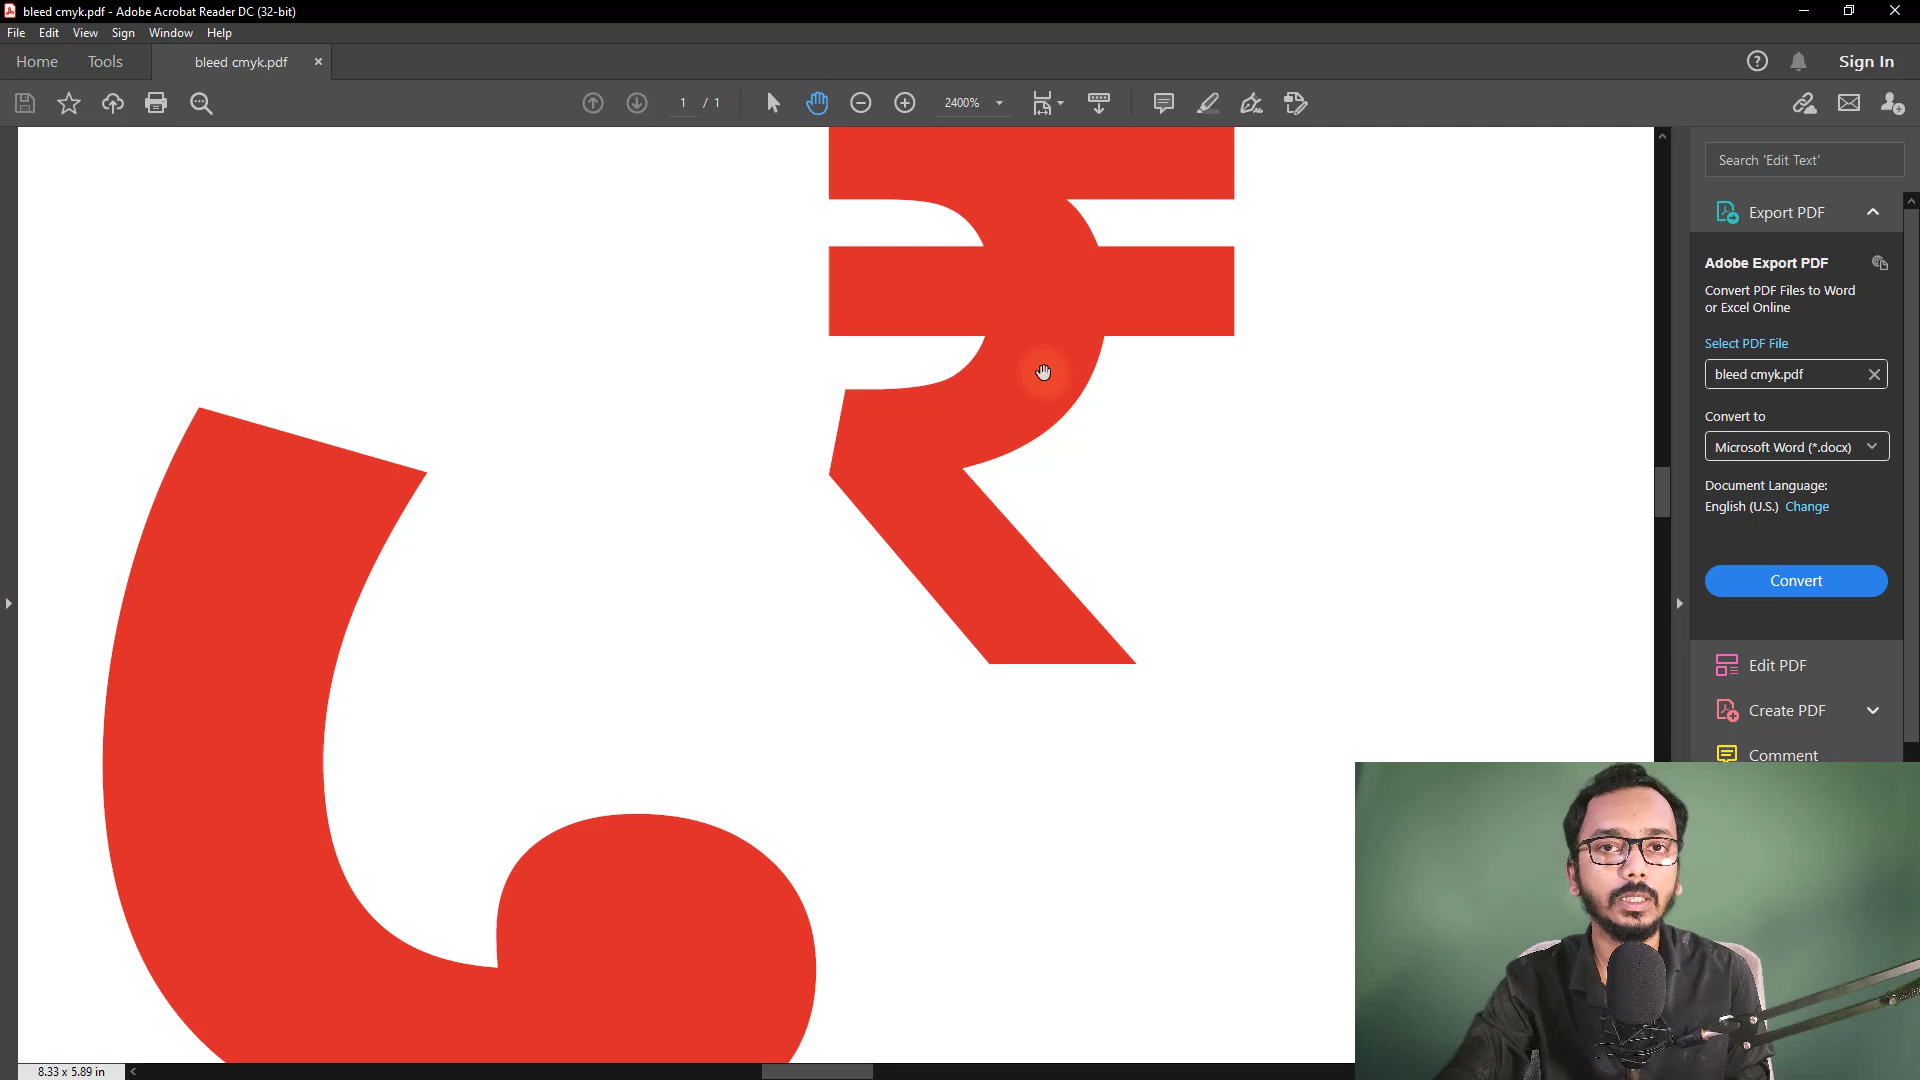 bleed cmyk.pdf - Adobe Acrobat Reader DC (32-bit)
File Edit View Sign Window Help
Home Tools bleed cmyk.pdf Sign In
1 / 1 2400%
₹
Search 'Edit Text'
Export PDF
Adobe Export PDF
Convert PDF Files to Word
or Excel Online
Select PDF File
bleed cmyk.pdf
Convert to
Microsoft Word (*.docx)
Document Language:
English (U.S.) Change
Convert
Edit PDF
Create PDF
Comment
8.33 x 5.89 in